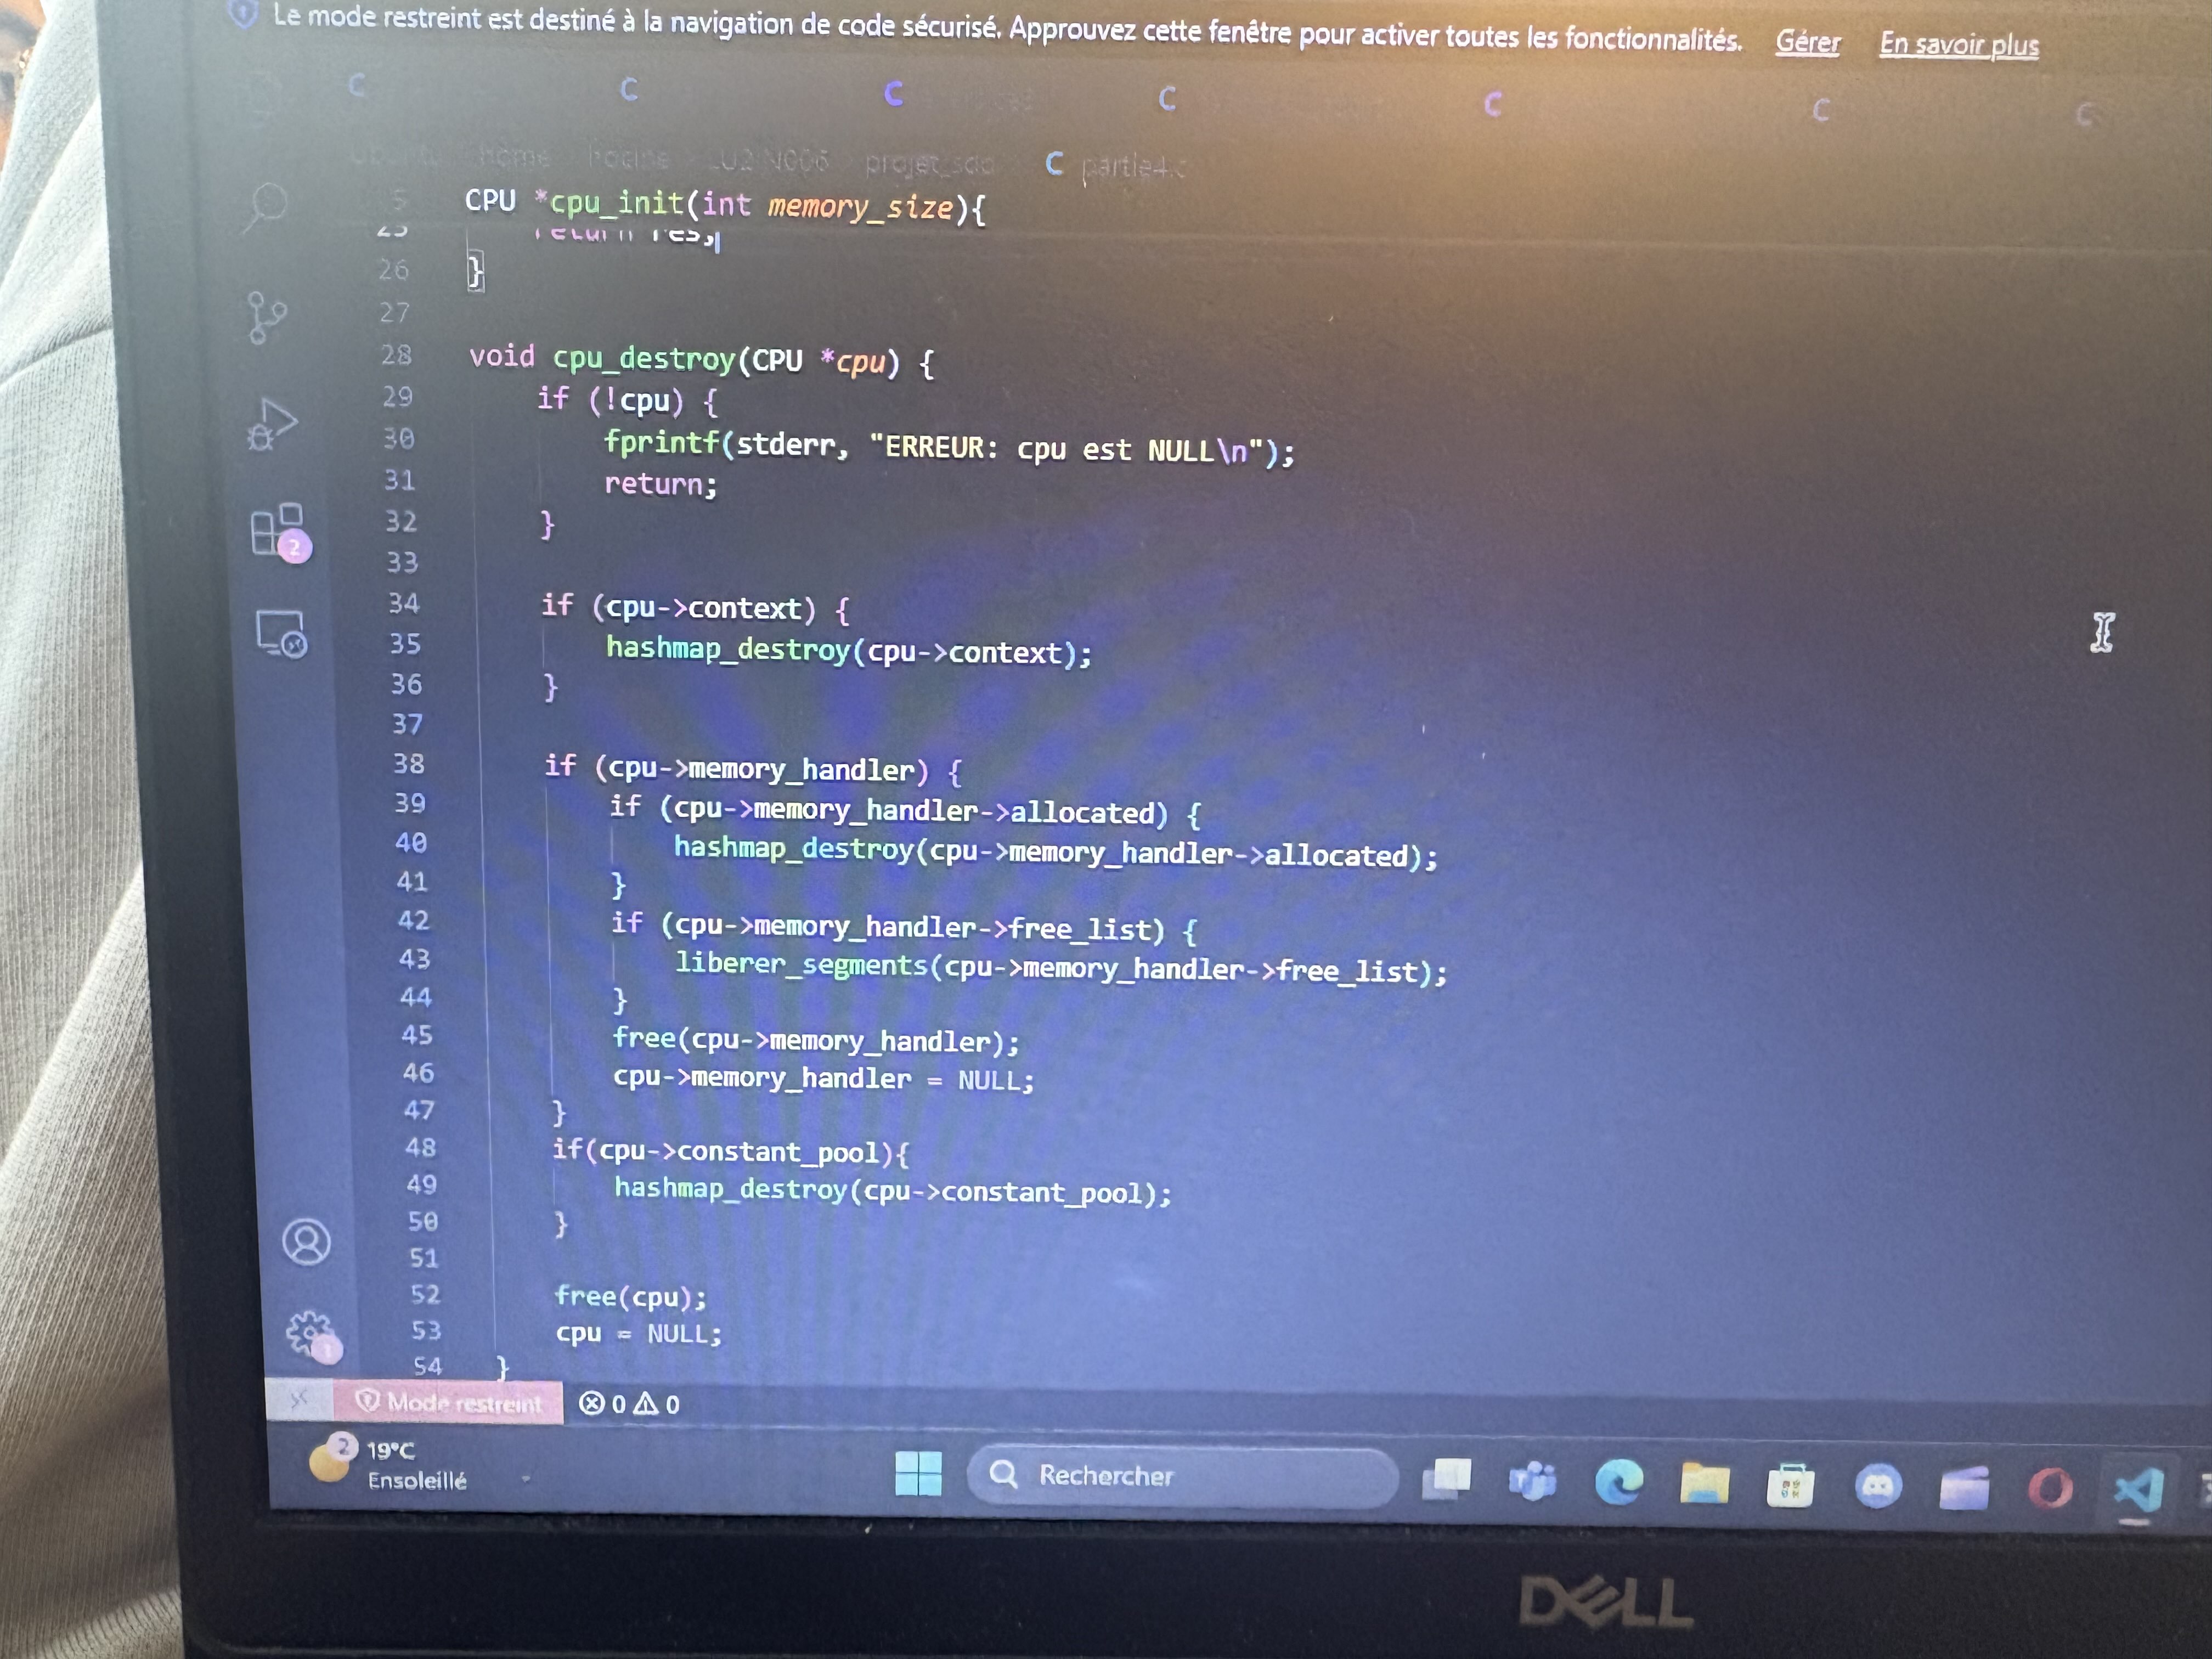 Le mode restreint est destiné à la navigation de code sécurisé. Approuvez cette fenêtre pour activer toutes les fonctionnalités. Gérer En savoir plus
C C C C C C C
Ubuntu home hocine LU2IN006 projet_sda C partie4.c
5 CPU *cpu_init(int memory_size){
25 return res;
26 }
27
28 void cpu_destroy(CPU *cpu) {
29 if (!cpu) {
30 fprintf(stderr, "ERREUR: cpu est NULL\n");
31 return;
32 }
33
34 if (cpu->context) {
35 hashmap_destroy(cpu->context);
36 }
37
38 if (cpu->memory_handler) {
39 if (cpu->memory_handler->allocated) {
40 hashmap_destroy(cpu->memory_handler->allocated);
41 }
42 if (cpu->memory_handler->free_list) {
43 liberer_segments(cpu->memory_handler->free_list);
44 }
45 free(cpu->memory_handler);
46 cpu->memory_handler = NULL;
47 }
48 if(cpu->constant_pool){
49 hashmap_destroy(cpu->constant_pool);
50 }
51
52 free(cpu);
53 cpu = NULL;
54 }
2
1
Mode restreint 0 0
2 19°C
Ensoleillé
Rechercher
DELL